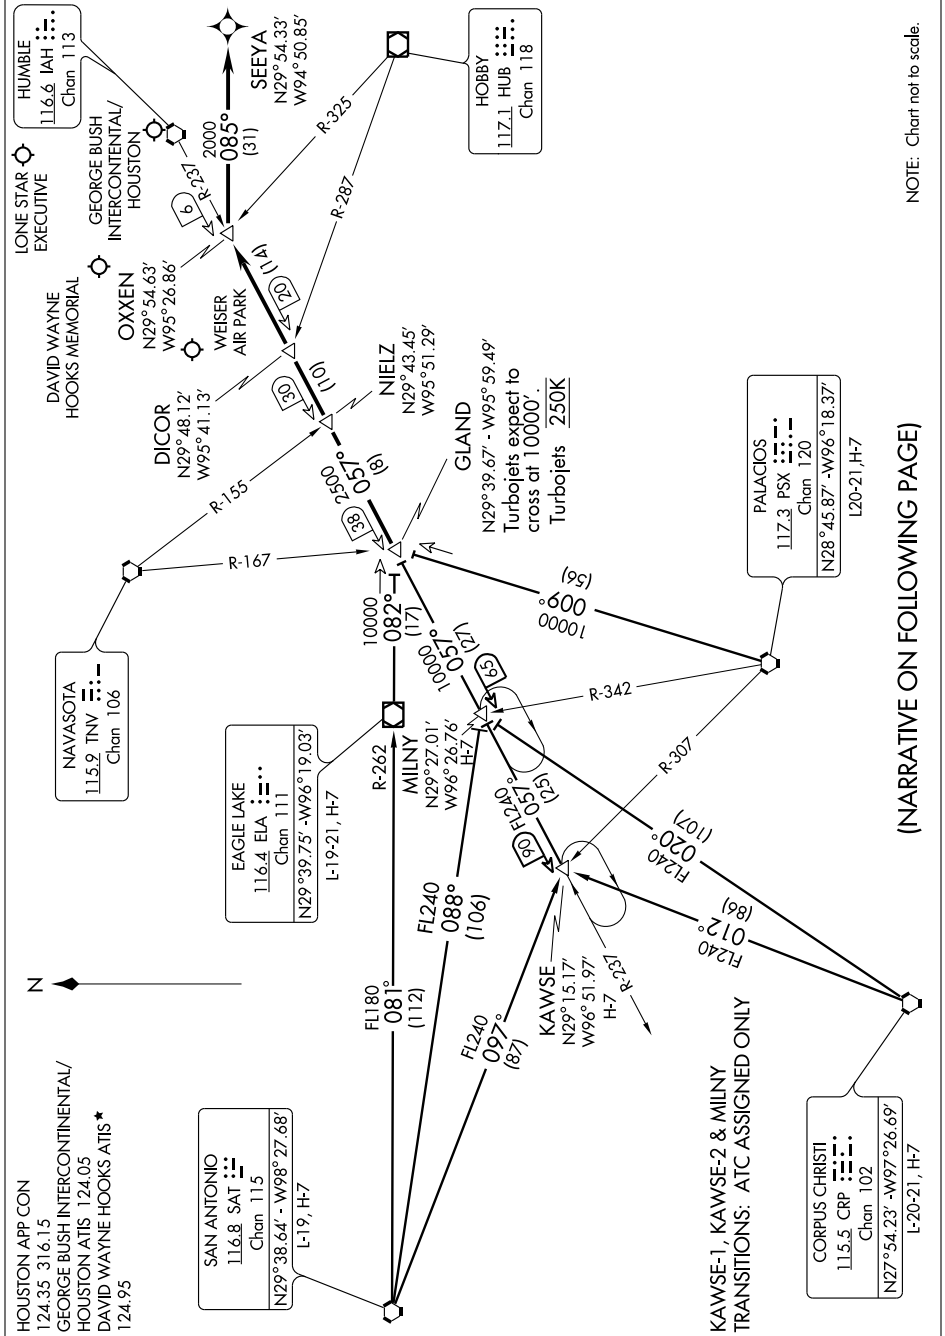 HOUSTON APP CON
124.35 316.15
GEORGE BUSH INTERCONTINENTAL/
HOUSTON ATIS 124.05
DAVID WAYNE HOOKS ATIS★
124.95
N
SAN ANTONIO
116.8 SAT
Chan 115
N29°38.64' - W98°27.68'
L-19, H-7
EAGLE LAKE
116.4 ELA
Chan 111
N29°39.75' -W96°19.03'
L-19-21, H-7
NAVASOTA
115.9 TNV
Chan 106
HUMBLE
116.6 IAH
Chan 113
HOBBY
117.1 HUB
Chan 118
PALACIOS
117.3 PSX
Chan 120
N28°45.87' -W96°18.37'
L20-21,H-7
CORPUS CHRISTI
115.5 CRP
Chan 102
N27°54.23' -W97°26.69'
L-20-21, H-7
LONE STAR
EXECUTIVE
GEORGE BUSH
INTERCONTENTAL/
HOUSTON
DAVID WAYNE
HOOKS MEMORIAL
WEISER
AIR PARK
SEEYA
N29°54.33'
W94°50.85'
OXXEN
N29°54.63'
W95°26.86'
DICOR
N29°48.12'
W95°41.13'
NIELZ
N29°43.45'
W95°51.29'
GLAND
N29°39.67' - W95°59.49'
Turbojets expect to
cross at 10000'.
Turbojets 250K
MILNY
N29°27.01'
W96°26.76'
H-7
KAWSE
N29°15.17'
W96°51.97'
H-7
FL180
081°
(112)
R-262
FL240
088°
(106)
FL240
097°
(87)
FL240
012°
(86)
FL240
020°
(107)
FL240
057°
(25)
90
R-237
R-307
R-342
65
10000
057°
(27)
10000
082°
(17)
10000
009°
(56)
R-167
R-155
38
2500
057°
(8)
30
(10)
20
(14)
6
R-237
R-287
R-325
2000
085°
(31)
KAWSE-1, KAWSE-2 & MILNY
TRANSITIONS: ATC ASSIGNED ONLY
(NARRATIVE ON FOLLOWING PAGE)
NOTE: Chart not to scale.